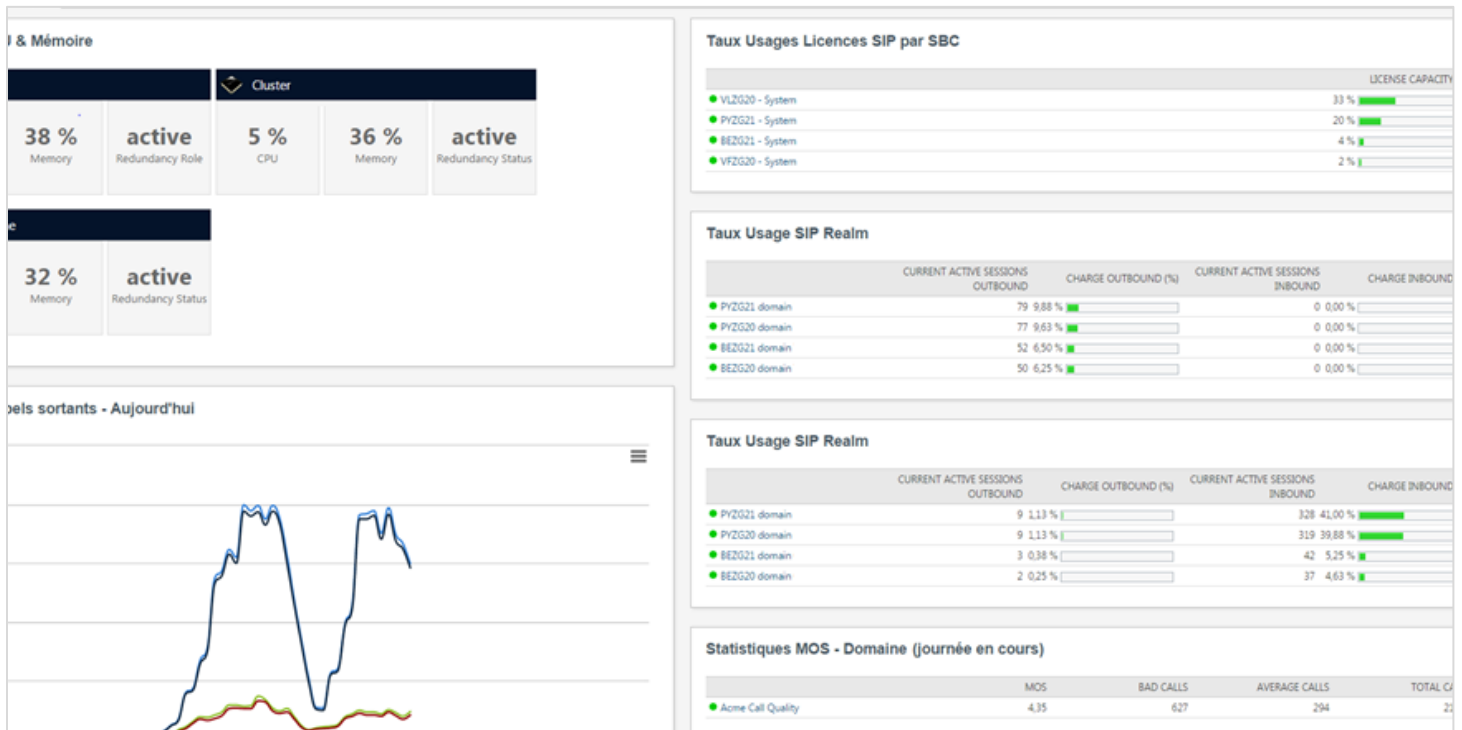 & Mémoire
Cluster
38 %
Memory
active
Redundancy Role
5 %
CPU
36 %
Memory
active
Redundancy Status
32 %
Memory
active
Redundancy Status
sortants - Aujourd'hui
Taux Usages Licences SIP par SBC
LICENSE CAPACITY
VLZG20 - System 33 %
PYZG21 - System 20 %
BEZG21 - System 4 %
VFZG20 - System 2 %
Taux Usage SIP Realm
CURRENT ACTIVE SESSIONS OUTBOUND CHARGE OUTBOUND (%) CURRENT ACTIVE SESSIONS INBOUND CHARGE INBOUND
PYZG21 domain 79 9,88 % 0 0,00 %
PYZG20 domain 77 9,63 % 0 0,00 %
BEZG21 domain 52 6,50 % 0 0,00 %
BEZG20 domain 50 6,25 % 0 0,00 %
Taux Usage SIP Realm
CURRENT ACTIVE SESSIONS OUTBOUND CHARGE OUTBOUND (%) CURRENT ACTIVE SESSIONS INBOUND CHARGE INBOUND
PYZG21 domain 9 1,13 % 328 41,00 %
PYZG20 domain 9 1,13 % 319 39,88 %
BEZG21 domain 3 0,38 % 42 5,25 %
BEZG20 domain 2 0,25 % 37 4,63 %
Statistiques MOS - Domaine (journée en cours)
MOS BAD CALLS AVERAGE CALLS TOTAL
Acme Call Quality 4,35 627 294